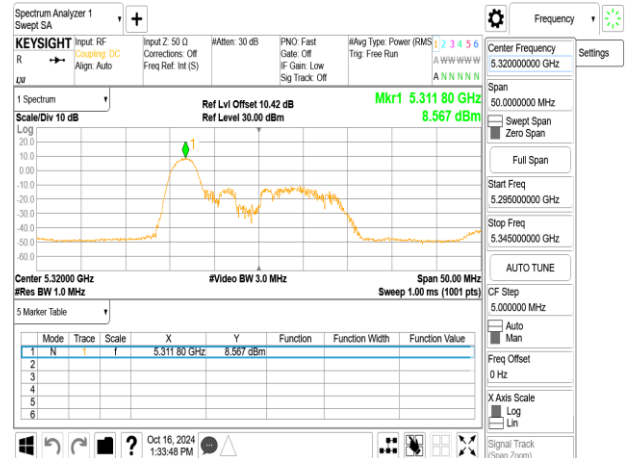 Spectrum Analyzer 1
Swept SA
+
Frequency
KEYSIGHT
R
Input: RF
Coupling: DC
Align: Auto
Input Z: 50 Ω
Corrections: Off
Freq Ref: Int (S)
#Atten: 30 dB
PNO: Fast
Gate: Off
IF Gain: Low
Sig Track: Off
#Avg Type: Power (RMS
Trig: Free Run
1 2 3 4 5 6
A W W W W W
A N N N N N
Center Frequency
5.320000000 GHz
Settings
Span
50.0000000 MHz
Swept Span
Zero Span
Full Span
Start Freq
5.295000000 GHz
Stop Freq
5.345000000 GHz
AUTO TUNE
CF Step
5.000000 MHz
Auto
Man
Freq Offset
0 Hz
X Axis Scale
Log
Lin
Signal Track
(Span Zoom)
1 Spectrum
Scale/Div 10 dB
Ref Lvl Offset 10.42 dB
Ref Level 30.00 dBm
Mkr1 5.311 80 GHz
8.567 dBm
Log
20.0
10.0
0.00
-10.0
-20.0
-30.0
-40.0
-50.0
-60.0
1
Center 5.32000 GHz
#Res BW 1.0 MHz
#Video BW 3.0 MHz
Span 50.00 MHz
Sweep 1.00 ms (1001 pts)
5 Marker Table
Mode Trace Scale X Y Function Function Width Function Value
1 N 1 f 5.311 80 GHz 8.567 dBm
2
3
4
5
6
?
Oct 16, 2024
1:33:48 PM